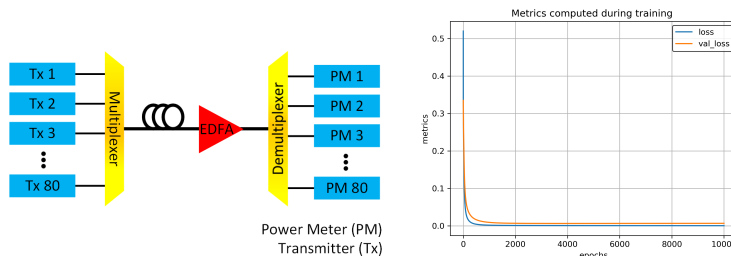 Tx 1
Tx 2
Tx 3
Tx 80
Multiplexer
EDFA
Demultiplexer
PM 1
PM 2
PM 3
PM 80
Power Meter (PM)
Transmitter (Tx)
Metrics computed during training
loss
val_loss
metrics
0.5
0.4
0.3
0.2
0.1
0.0
0
2000
4000
6000
8000
epochs